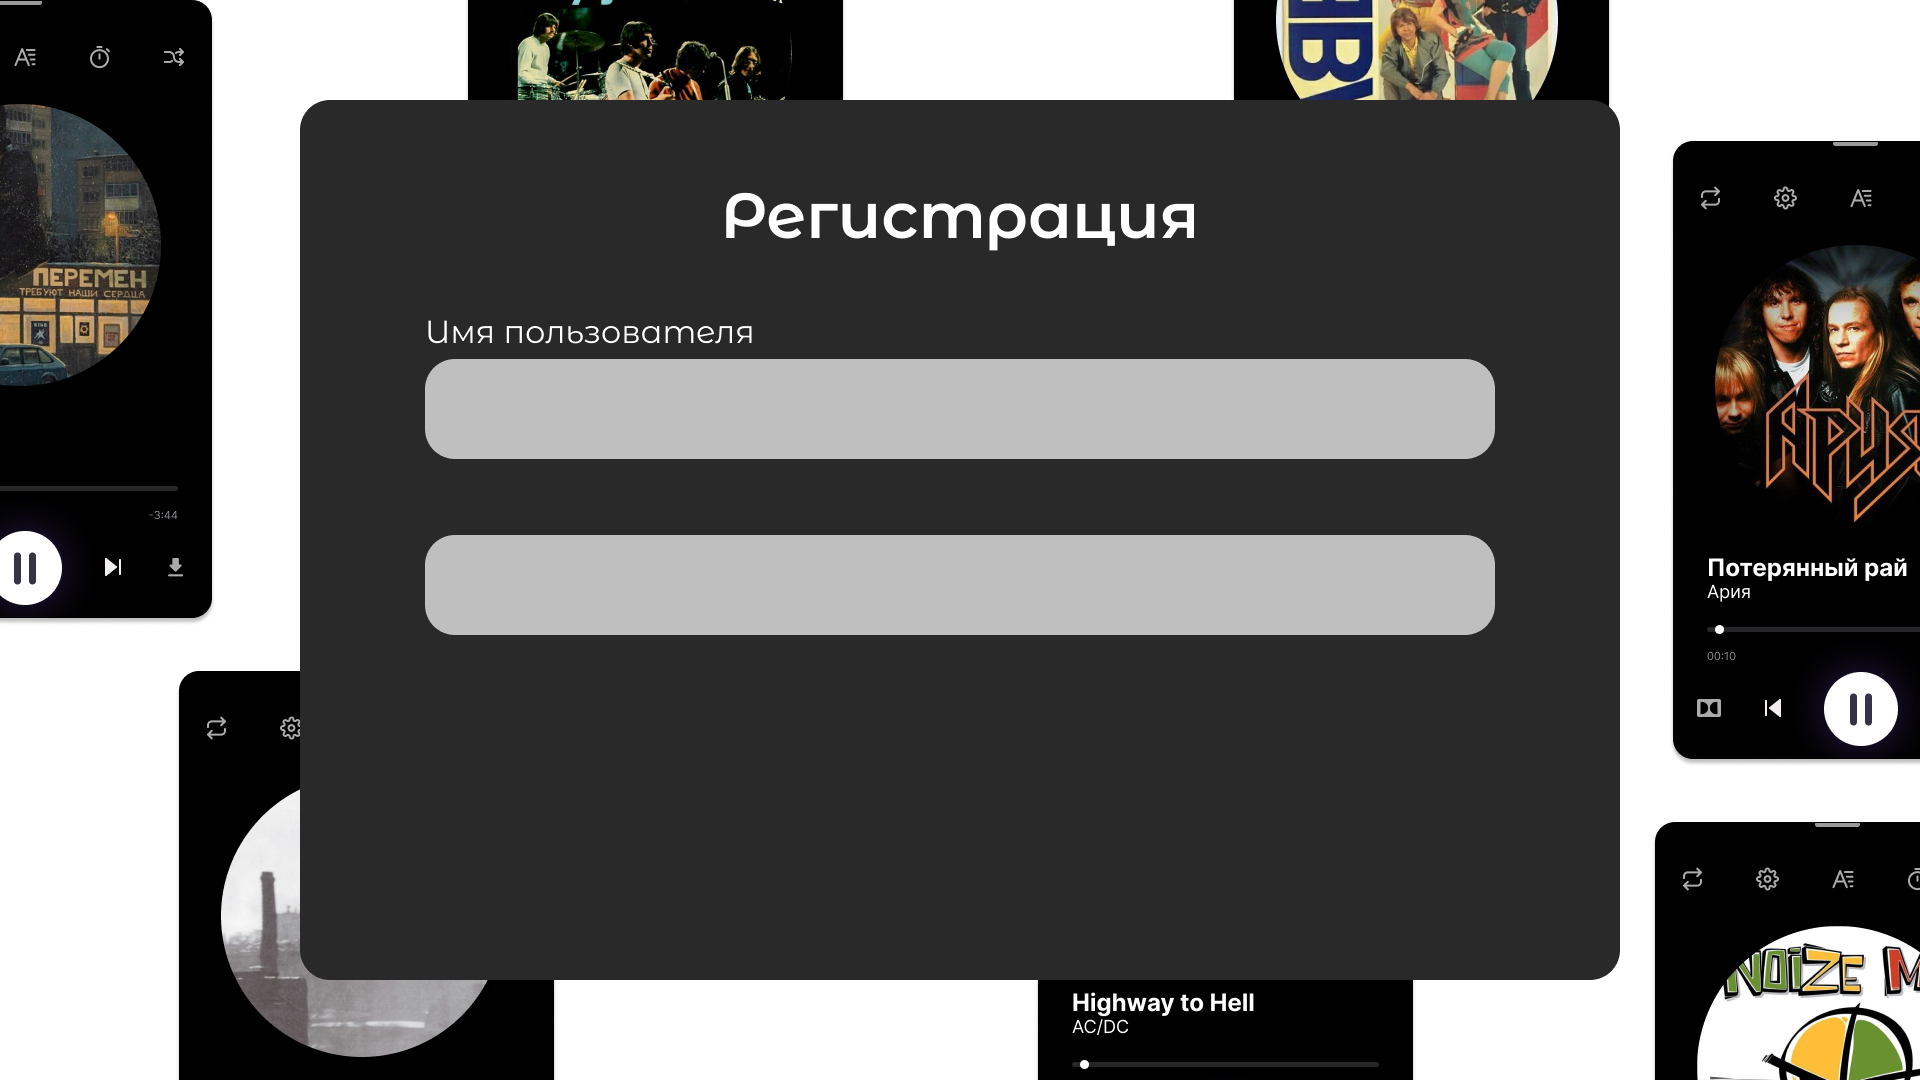 ПЕРЕМЕН
ТРЕБУЮТ НАШИ СЕРДЦА
-3:44
Регистрация
Имя пользователя
Ария
Потерянный рай
Ария
00:10
Highway to Hell
AC/DC
NOIZE M